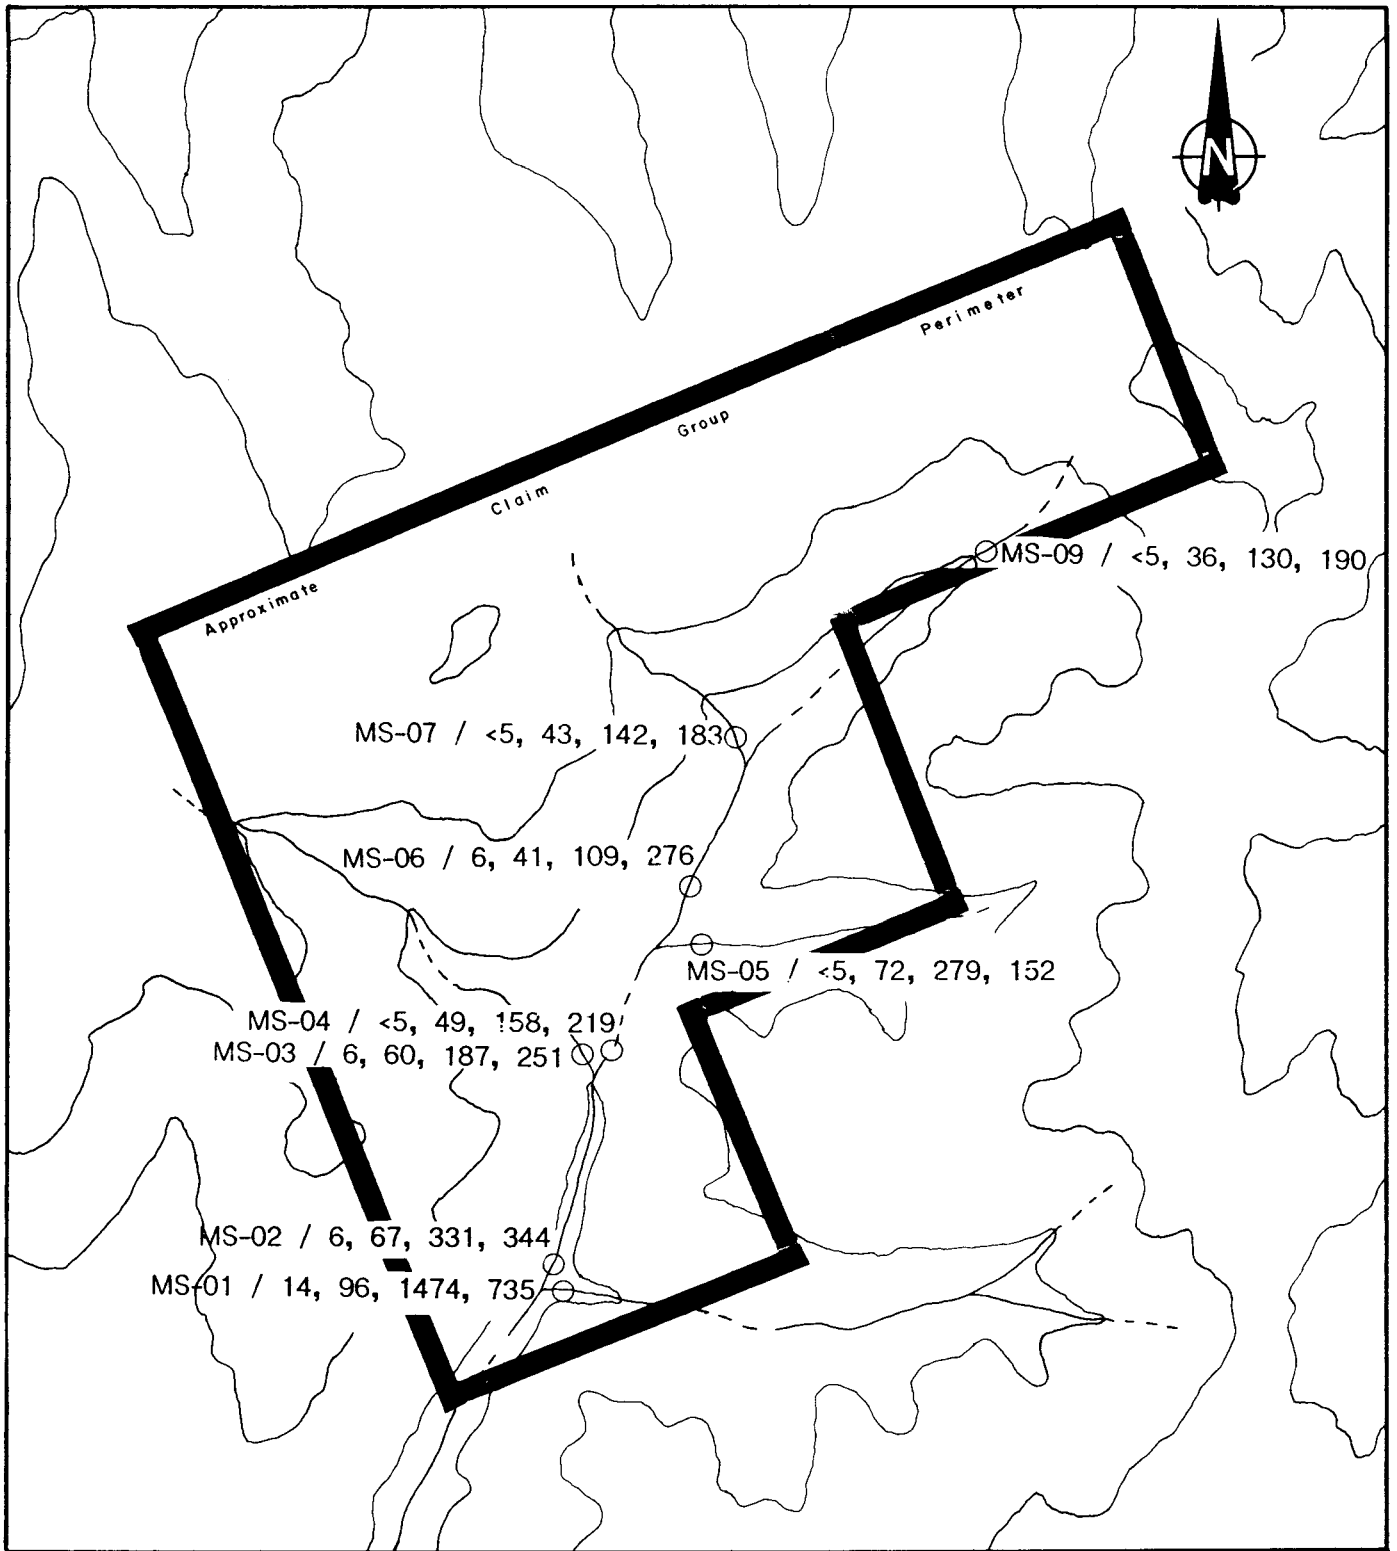 N
Perimeter
Group
Claim
Approximate
MS-09 / <5, 36, 130, 190
MS-07 / <5, 43, 142, 183
MS-06 / 6, 41, 109, 276
MS-05 / <5, 72, 279, 152
MS-04 / <5, 49, 158, 219
MS-03 / 6, 60, 187, 251
MS-02 / 6, 67, 331, 344
MS-01 / 14, 96, 1474, 735